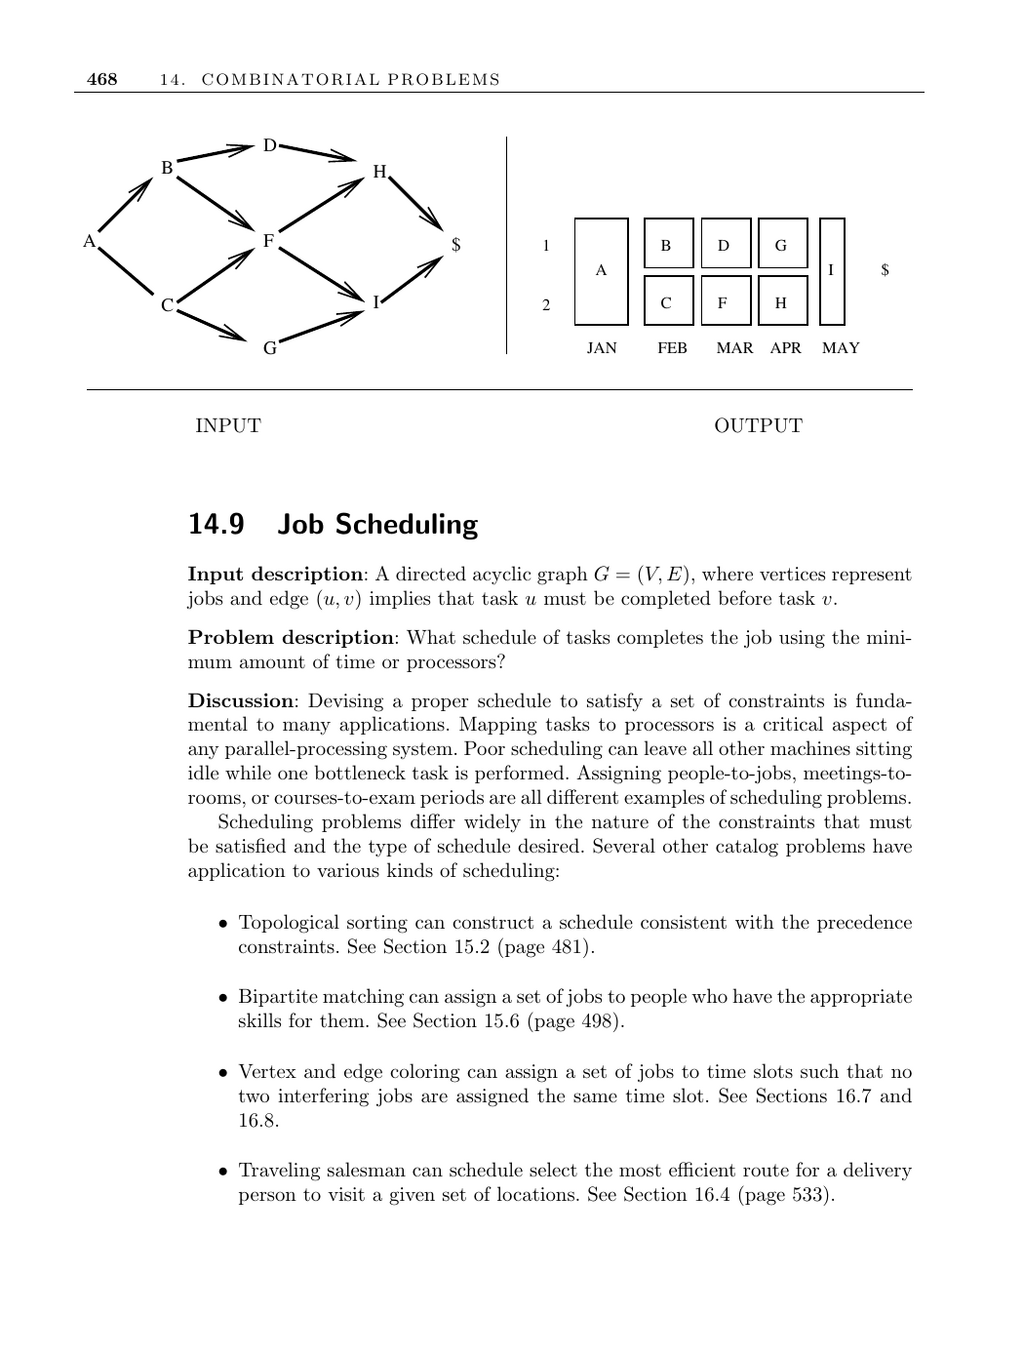 468 14. COMBINATORIAL PROBLEMS
D
B
H
A
F
$
C
I
G
1
B
D
G
A
I
$
2
C
F
H
JAN FEB MAR APR MAY
INPUT
OUTPUT
14.9 Job Scheduling
Input description: A directed acyclic graph G = (V, E), where vertices represent
jobs and edge (u, v) implies that task u must be completed before task v.
Problem description: What schedule of tasks completes the job using the mini-
mum amount of time or processors?
Discussion: Devising a proper schedule to satisfy a set of constraints is funda-
mental to many applications. Mapping tasks to processors is a critical aspect of
any parallel-processing system. Poor scheduling can leave all other machines sitting
idle while one bottleneck task is performed. Assigning people-to-jobs, meetings-to-
rooms, or courses-to-exam periods are all different examples of scheduling problems.
Scheduling problems differ widely in the nature of the constraints that must
be satisfied and the type of schedule desired. Several other catalog problems have
application to various kinds of scheduling:
• Topological sorting can construct a schedule consistent with the precedence
constraints. See Section 15.2 (page 481).
• Bipartite matching can assign a set of jobs to people who have the appropriate
skills for them. See Section 15.6 (page 498).
• Vertex and edge coloring can assign a set of jobs to time slots such that no
two interfering jobs are assigned the same time slot. See Sections 16.7 and
16.8.
• Traveling salesman can schedule select the most efficient route for a delivery
person to visit a given set of locations. See Section 16.4 (page 533).